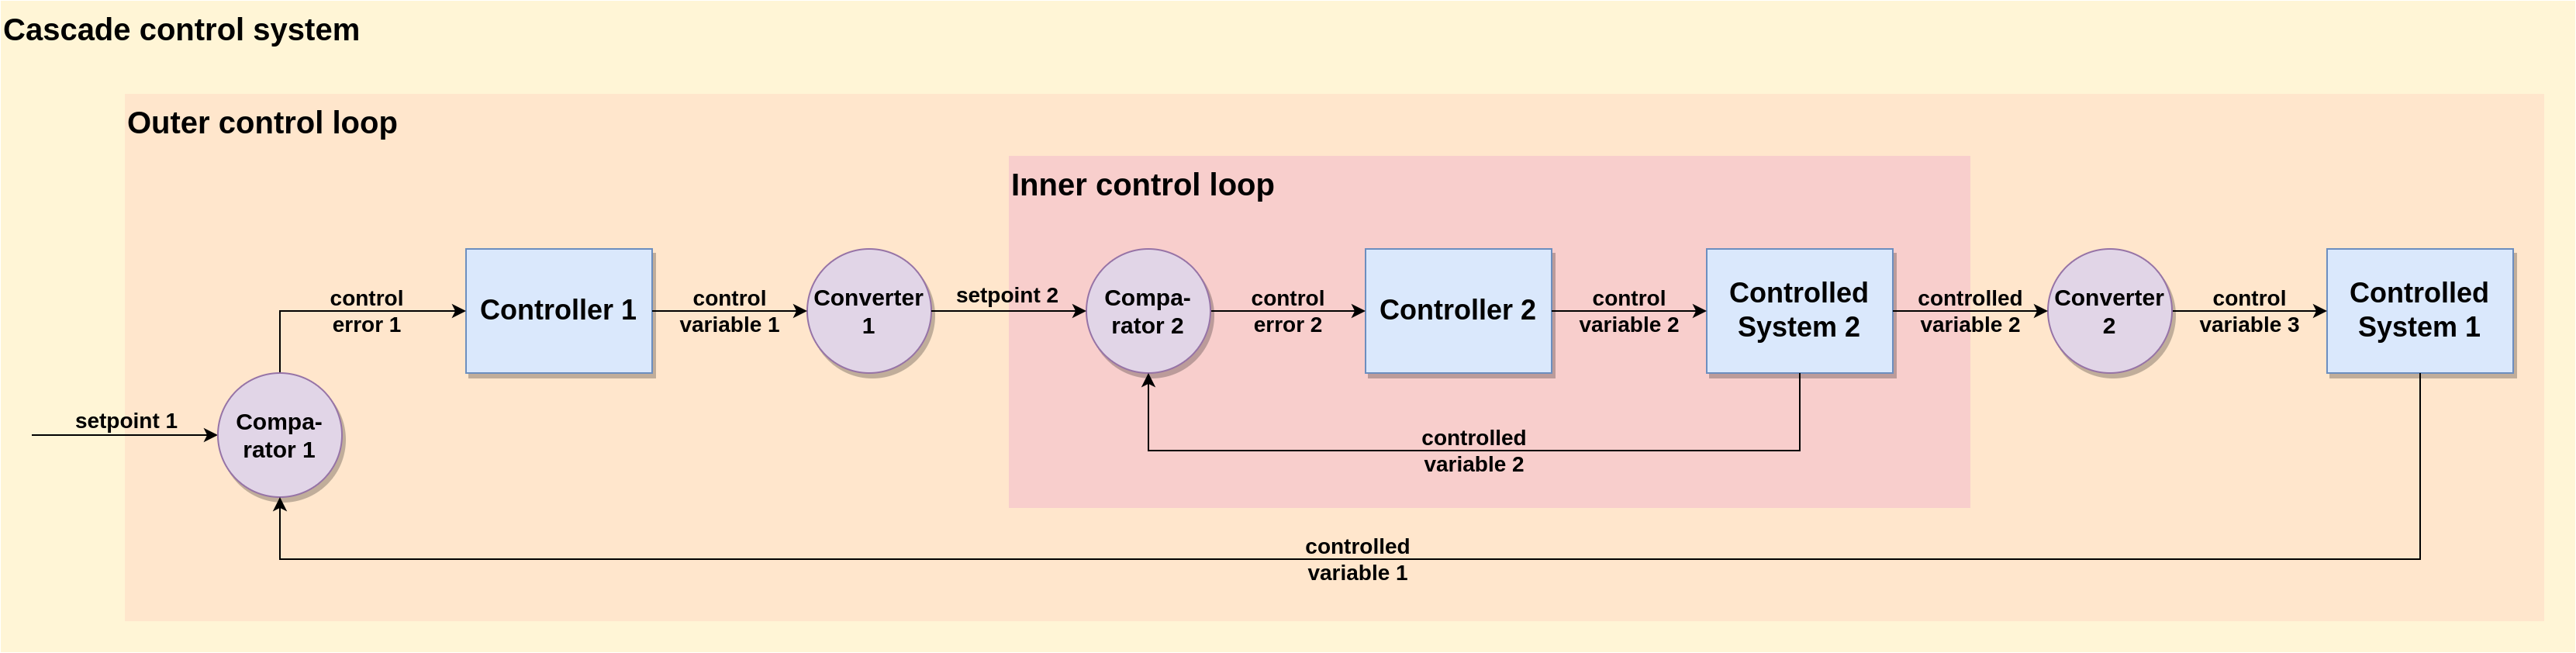 Cascade control system
Outer control loop
Inner control loop
control
error 1
Controller 1
control
variable 1
Converter
1
setpoint 2
Compa-
rator 2
control
error 2
Controller 2
control
variable 2
Controlled
System 2
controlled
variable 2
Converter
2
control
variable 3
Controlled
System 1
setpoint 1
Compa-
rator 1
controlled
variable 2
controlled
variable 1